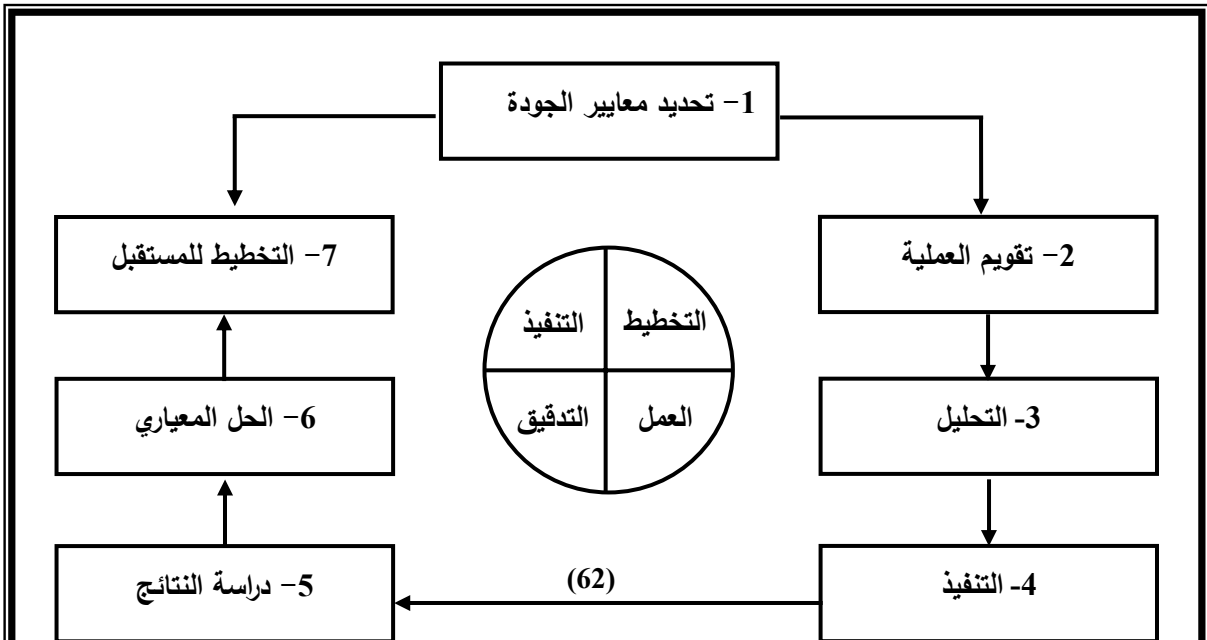 1- تحديد معايير الجودة
2- تقويم العملية
7- التخطيط للمستقبل
التخطيط
التنفيذ
3- التحليل
6- الحل المعياري
العمل
التدقيق
4- التنفيذ
(62)
5- دراسة النتائج